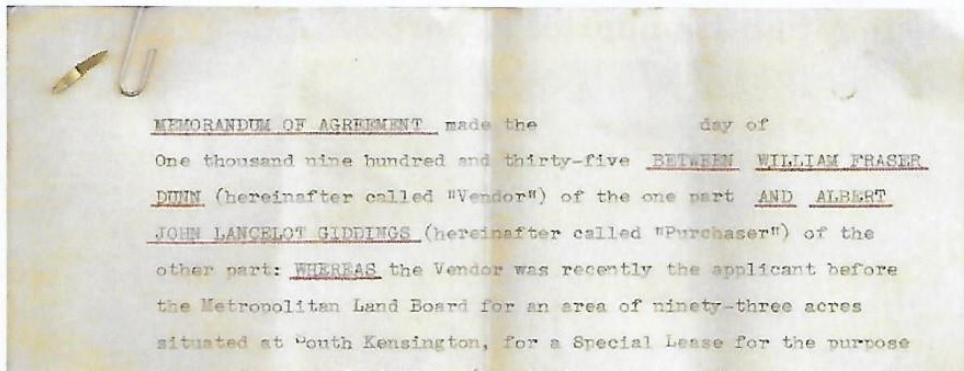 MEMORANDUM OF AGREEMENT made the day of
One thousand nine hundred and thirty-five BETWEEN WILLIAM FRASER
DUNN (hereinafter called "Vendor") of the one part AND ALBERT
JOHN LANCELOT GIDDINGS (hereinafter called "Purchaser") of the
other part: WHEREAS the Vendor was recently the applicant before
the Metropolitan Land Board for an area of ninety-three acres
situated at South Kensington, for a Special Lease for the purpose